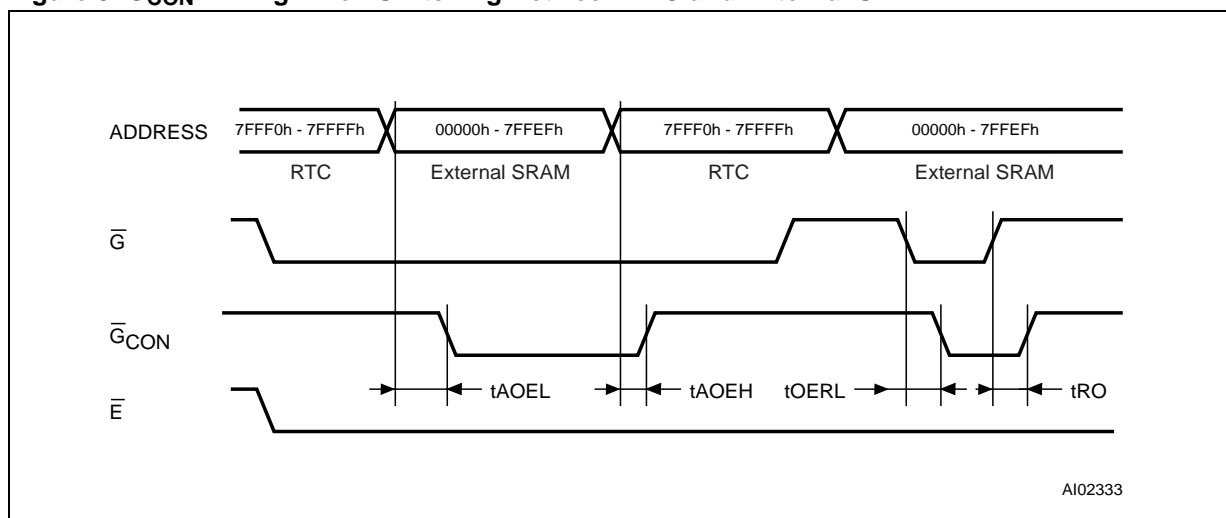 ADDRESS 7FFF0h - 7FFFFh 00000h - 7FFEFh 7FFF0h - 7FFFFh 00000h - 7FFEFh
RTC External SRAM RTC External SRAM
G
GCON
tAOEL tAOEH tOERL tRO
E
AI02333